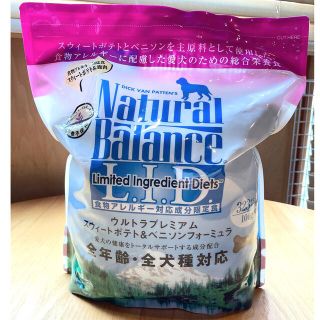 CUT HERE
スウィートポテトとベニソンを主原料として使用した
食物アレルギーに配慮した愛犬のための総合栄養食
DICK VAN PATTEN'S
Natural
Balance
L.I.D.
Limited Ingredient Diets
食物アレルギー対応成分限定食
ウルトラプレミアム
スウィートポテト&ベニソンフォーミュラ
愛犬の健康をトータルサポートする成分配合
全年齢・全犬種対応